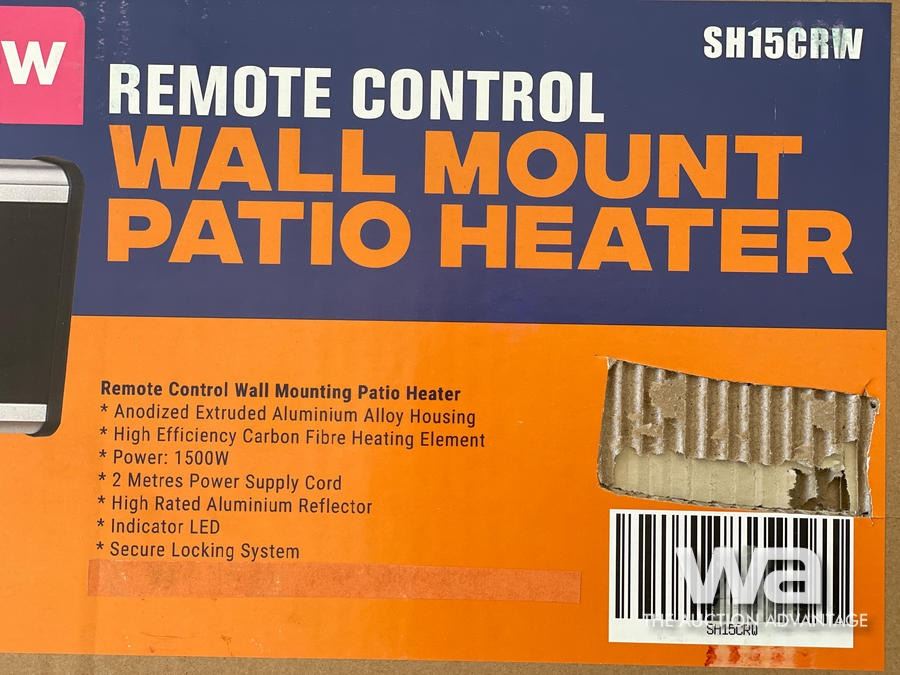 W
SH15CRW
REMOTE CONTROL
WALL MOUNT
PATIO HEATER
Remote Control Wall Mounting Patio Heater
* Anodized Extruded Aluminium Alloy Housing
* High Efficiency Carbon Fibre Heating Element
* Power: 1500W
* 2 Metres Power Supply Cord
* High Rated Aluminium Reflector
* Indicator LED
* Secure Locking System
wa
THE AUCTION ADVANTAGE
SH15CRW